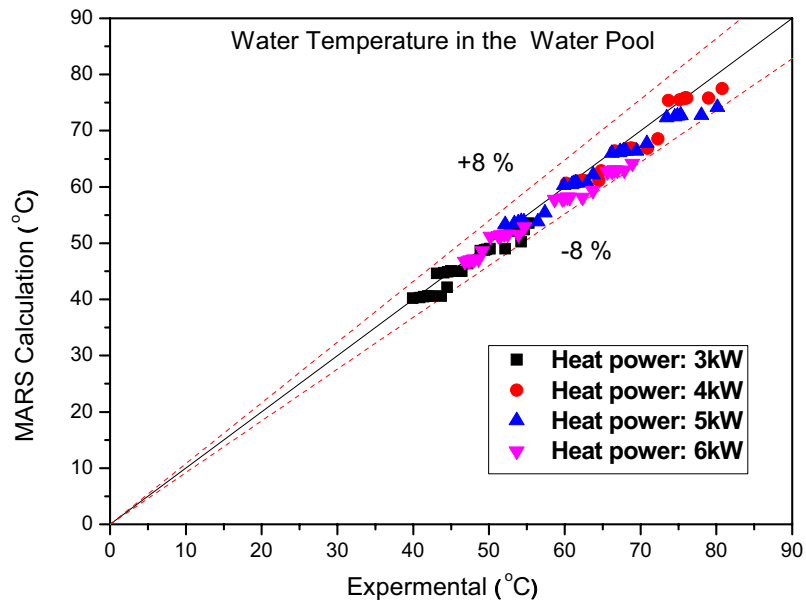 Water Temperature in the Water Pool
90
80
70
60
50
40
30
20
10
0
MARS Calculation (°C)
+8 %
-8 %
Heat power: 3kW
Heat power: 4kW
Heat power: 5kW
Heat power: 6kW
0 10 20 30 40 50 60 70 80 90
Expermental (°C)